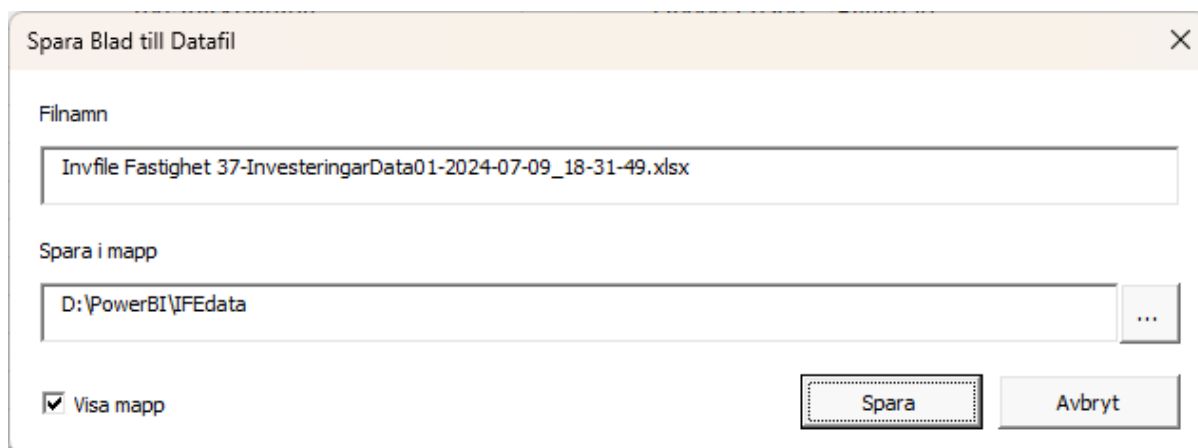 Spara Blad till Datafil
Filnamn
Invfile Fastighet 37-InvesteringarData01-2024-07-09_18-31-49.xlsx
Spara i mapp
D:\PowerBI\IFEdata
...
Visa mapp
Spara
Avbryt